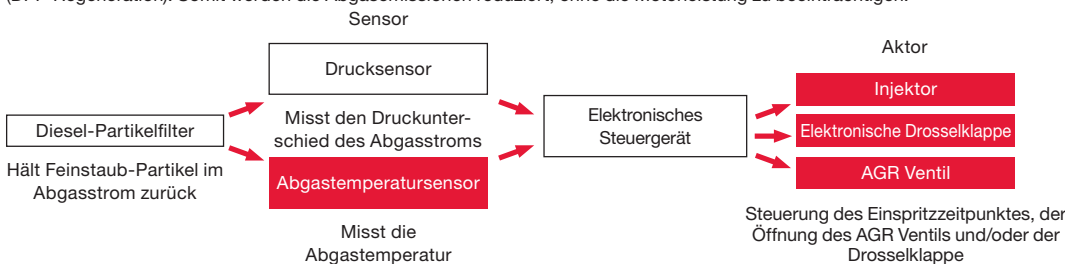 (DPF-Regeneration). Somit werden die Abgasemissionen reduziert, ohne die Motorleistung zu beeinträchtigen.
Sensor
Drucksensor
Misst den Druckunter-
schied des Abgasstroms
Diesel-Partikelfilter
Hält Feinstaub-Partikel im
Abgasstrom zurück
Abgastemperatursensor
Misst die
Abgastemperatur
Elektronisches
Steuergerät
Aktor
Injektor
Elektronische Drosselklappe
AGR Ventil
Steuerung des Einspritzzeitpunktes, der
Öffnung des AGR Ventils und/oder der
Drosselklappe